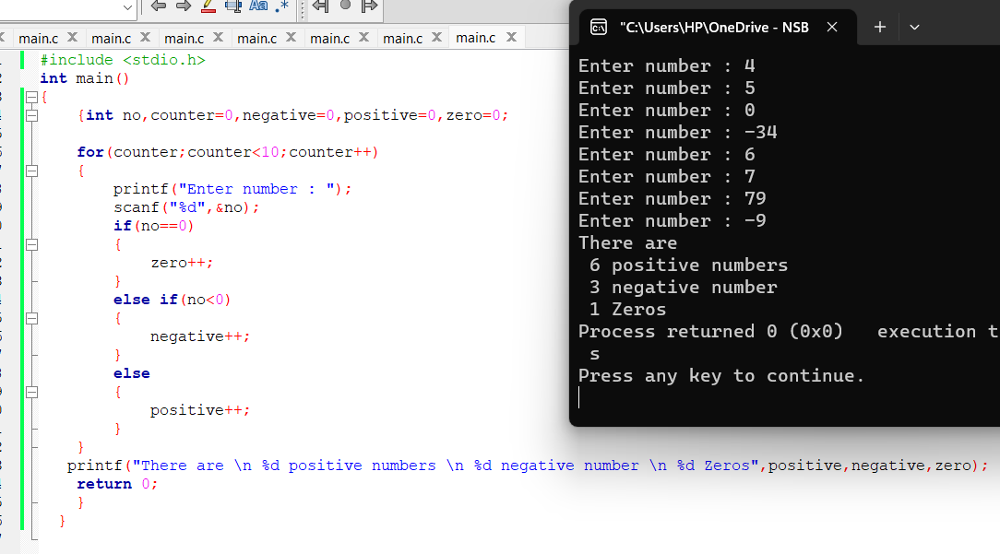 Aa .*
main.c X main.c X main.c X main.c X main.c X main.c X main.c X
#include <stdio.h>
int main()
{
{int no,counter=0,negative=0,positive=0,zero=0;
for(counter;counter<10;counter++)
{
printf("Enter number : ");
scanf("%d",&no);
if(no==0)
{
zero++;
}
else if(no<0)
{
negative++;
}
else
{
positive++;
}
}
printf("There are \n %d positive numbers \n %d negative number \n %d Zeros",positive,negative,zero);
return 0;
}
}
"C:\Users\HP\OneDrive - NSB
Enter number : 4
Enter number : 5
Enter number : 0
Enter number : -34
Enter number : 6
Enter number : 7
Enter number : 79
Enter number : -9
There are
6 positive numbers
3 negative number
1 Zeros
Process returned 0 (0x0) execution t
s
Press any key to continue.